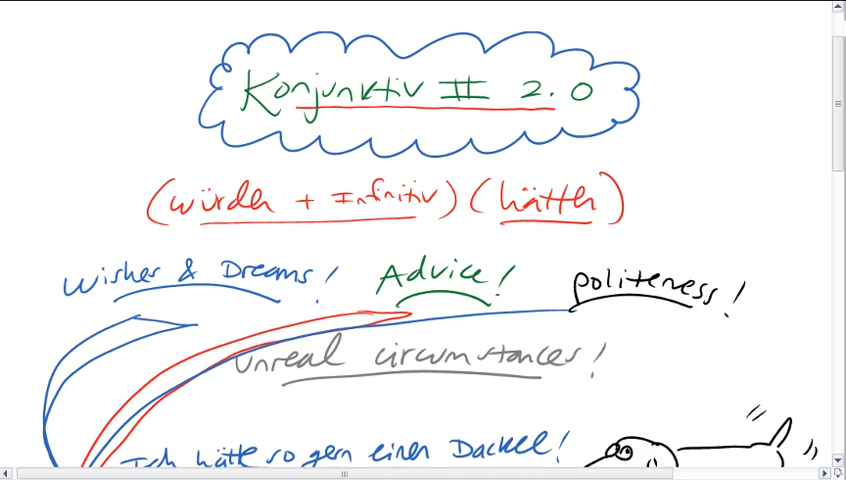 Konjunktiv II 2.0
(würden + Infinitiv) (hätten)
Wishes & Dreams! Advice! politeness!
unreal circumstances!
Ich hätte so gern einen Dackel!